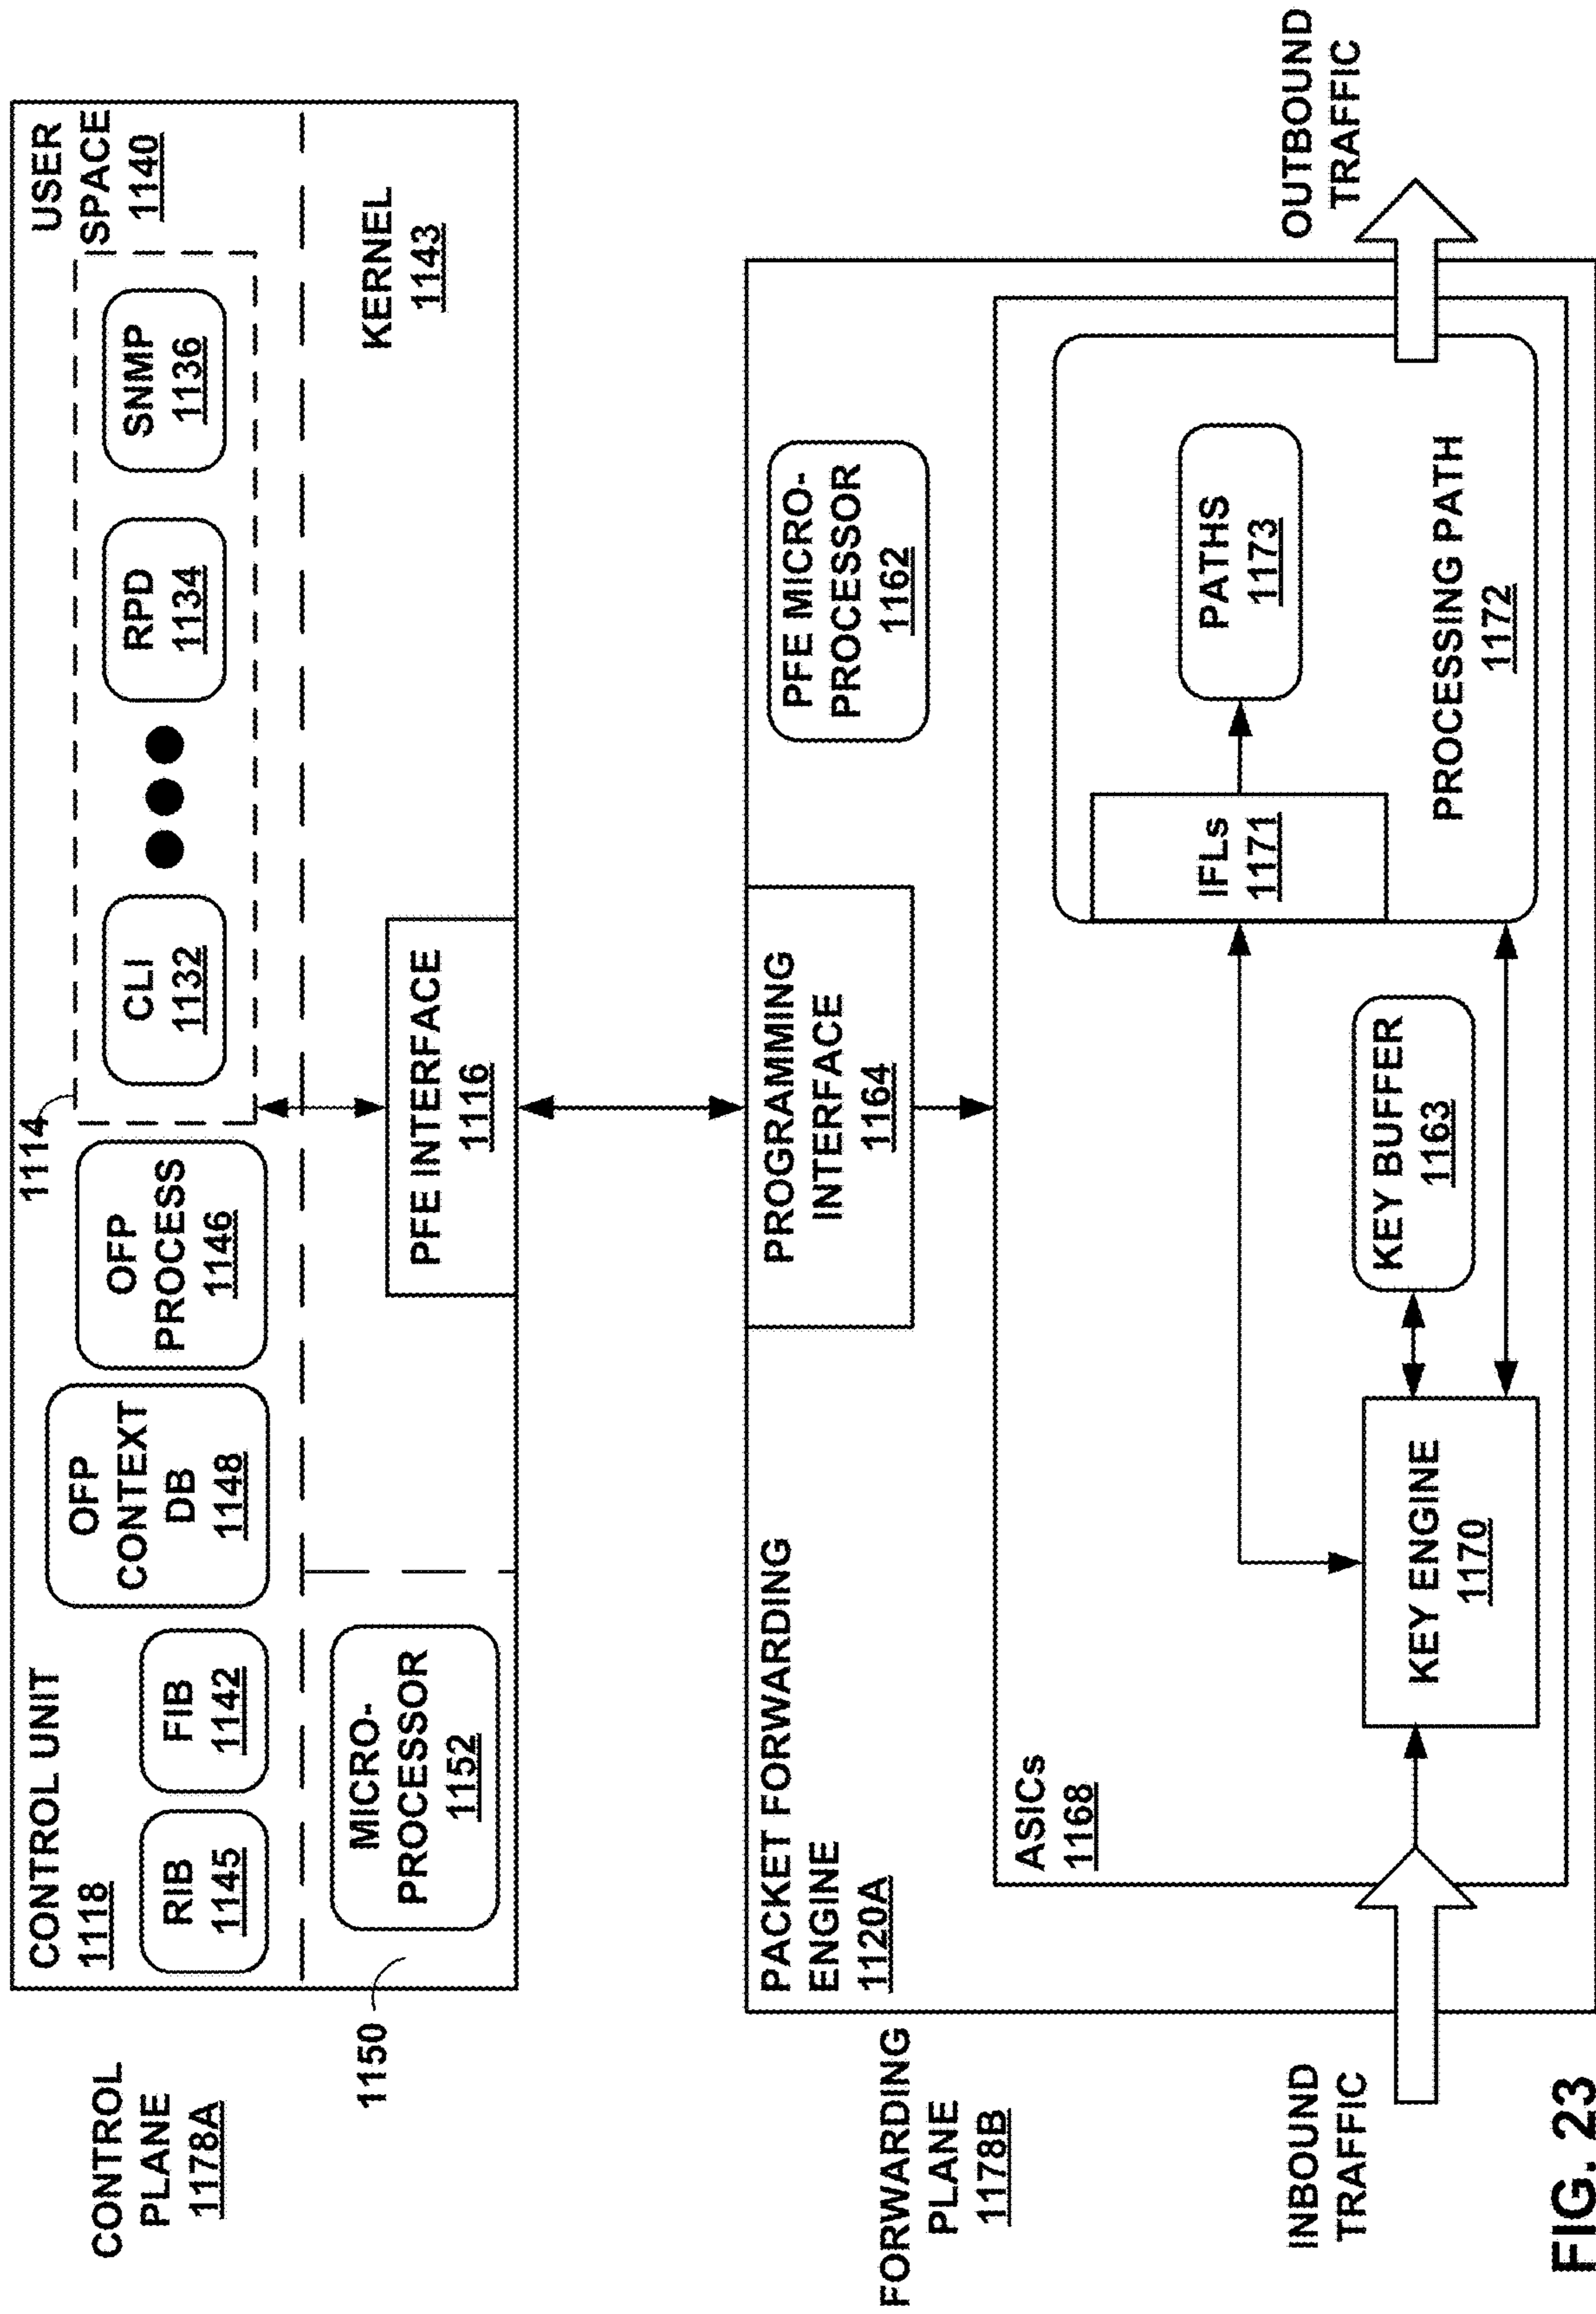 CONTROL
PLANE
1178A
CONTROL UNIT
1118
RIB
1145
FIB
1142
OFP
CONTEXT
DB
1148
OFP
PROCESS
1146
1114
CLI
1132
RPD
1134
SNMP
1136
USER
SPACE
1140
1150
MICRO-
PROCESSOR
1152
PFE INTERFACE
1116
KERNEL
1143
FORWARDING
PLANE
1178B
PACKET FORWARDING
ENGINE
1120A
PROGRAMMING
INTERFACE
1164
PFE MICRO-
PROCESSOR
1162
ASICs
1168
INBOUND
TRAFFIC
KEY ENGINE
1170
KEY BUFFER
1163
IFLs
1171
PATHS
1173
PROCESSING PATH
1172
OUTBOUND
TRAFFIC
FIG. 23